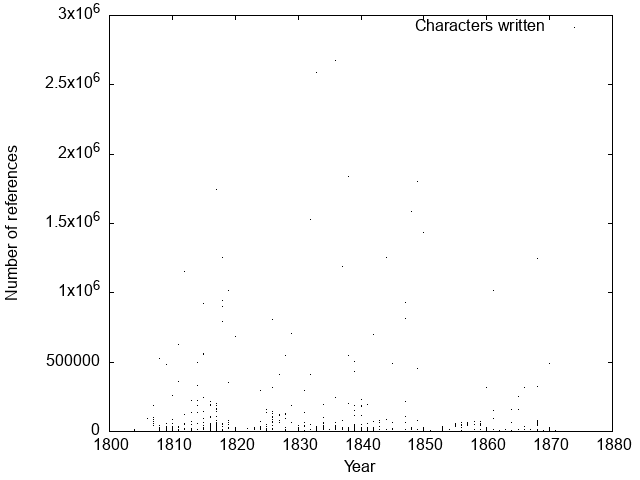 3x10^6
Characters written
2.5x10^6
2x10^6
1.5x10^6
1x10^6
500000
0
Number of references
1800 1810 1820 1830 1840 1850 1860 1870 1880
Year